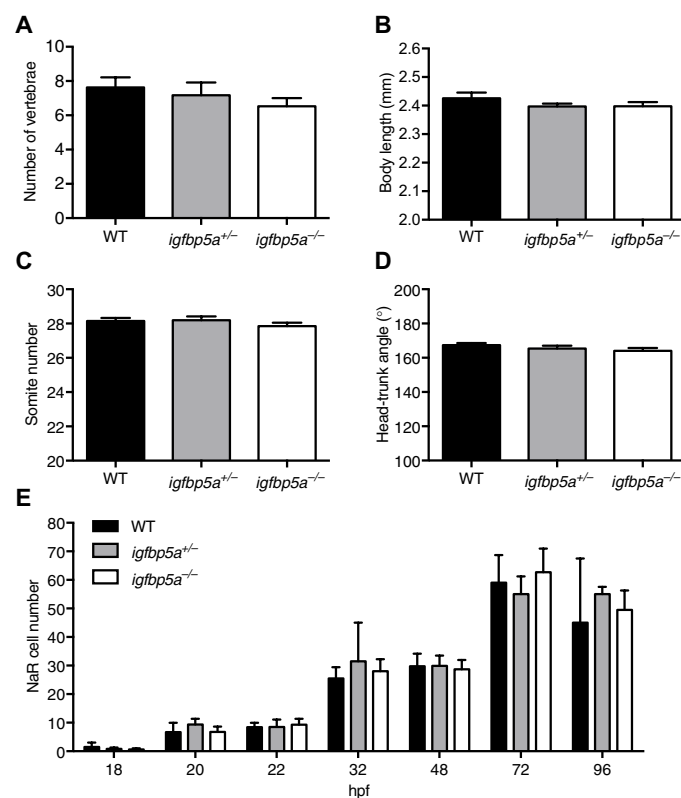 A
Number of vertebrae
10
8
6
4
2
0
WT
igfbp5a+/–
igfbp5a–/–
B
Body length (mm)
2.6
2.5
2.4
2.3
2.2
2.1
2.0
WT
igfbp5a+/–
igfbp5a–/–
C
Somite number
30
28
26
24
22
20
WT
igfbp5a+/–
igfbp5a–/–
D
Head-trunk angle (°)
200
180
160
140
120
100
WT
igfbp5a+/–
igfbp5a–/–
E
WT
igfbp5a+/–
igfbp5a–/–
NaR cell number
80
70
60
50
40
30
20
10
0
18
20
22
32
48
72
96
hpf